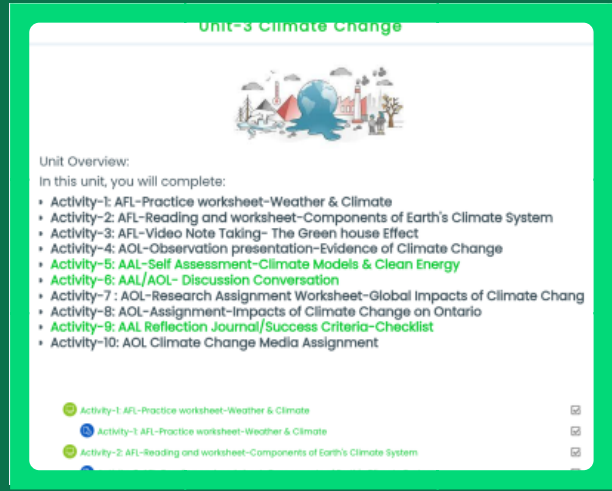 Unit-3 Climate Change
Unit Overview:
In this unit, you will complete:
Activity-1: AFL-Practice worksheet-Weather & Climate
Activity-2: AFL-Reading and worksheet-Components of Earth's Climate System
Activity-3: AFL-Video Note Taking- The Green house Effect
Activity-4: AOL-Observation presentation-Evidence of Climate Change
Activity-5: AAL-Self Assessment-Climate Models & Clean Energy
Activity-6: AAL/AOL- Discussion Conversation
Activity-7 : AOL-Research Assignment Worksheet-Global Impacts of Climate Chang
Activity-8: AOL-Assignment-Impacts of Climate Change on Ontario
Activity-9: AAL Reflection Journal/Success Criteria-Checklist
Activity-10: AOL Climate Change Media Assignment
Activity-1: AFL-Practice worksheet-Weather & Climate
Activity-1: AFL-Practice worksheet-Weather & Climate
Activity-2: AFL-Reading and worksheet-Components of Earth's Climate System